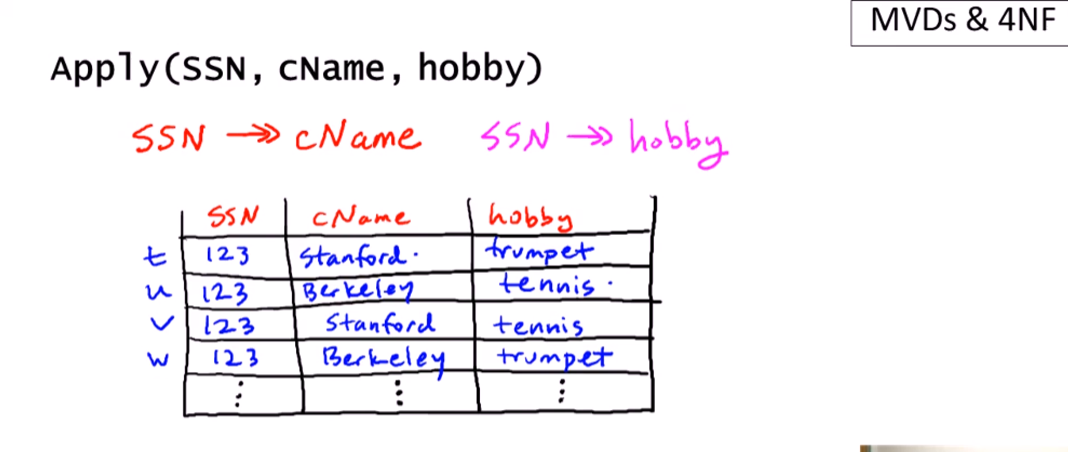 MVDs & 4NF
Apply(SSN, cName, hobby)
SSN ↠ cName SSN ↠ hobby
SSN cName hobby
t 123 Stanford. trumpet
u 123 Berkeley tennis.
v 123 Stanford tennis
w 123 Berkeley trumpet
⋮ ⋮ ⋮